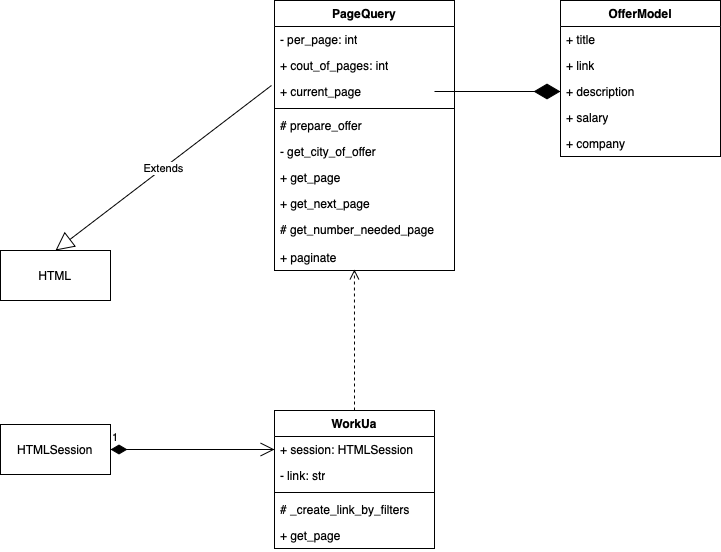 PageQuery
- per_page: int
+ cout_of_pages: int
+ current_page
# prepare_offer
- get_city_of_offer
+ get_page
+ get_next_page
# get_number_needed_page
+ paginate
OfferModel
+ title
+ link
+ description
+ salary
+ company
Extends
HTML
HTMLSession
1
WorkUa
+ session: HTMLSession
- link: str
# _create_link_by_filters
+ get_page